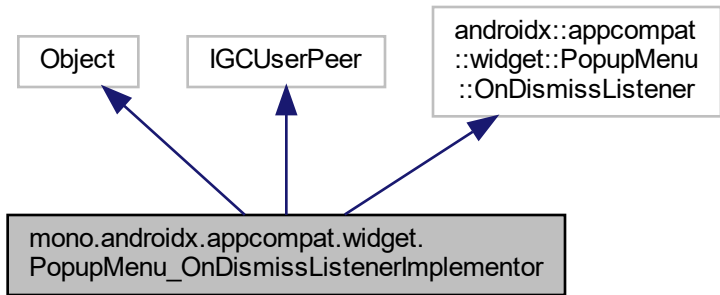 Object
IGCUserPeer
androidx::appcompat
::widget::PopupMenu
::OnDismissListener
mono.androidx.appcompat.widget.
PopupMenu_OnDismissListenerImplementor